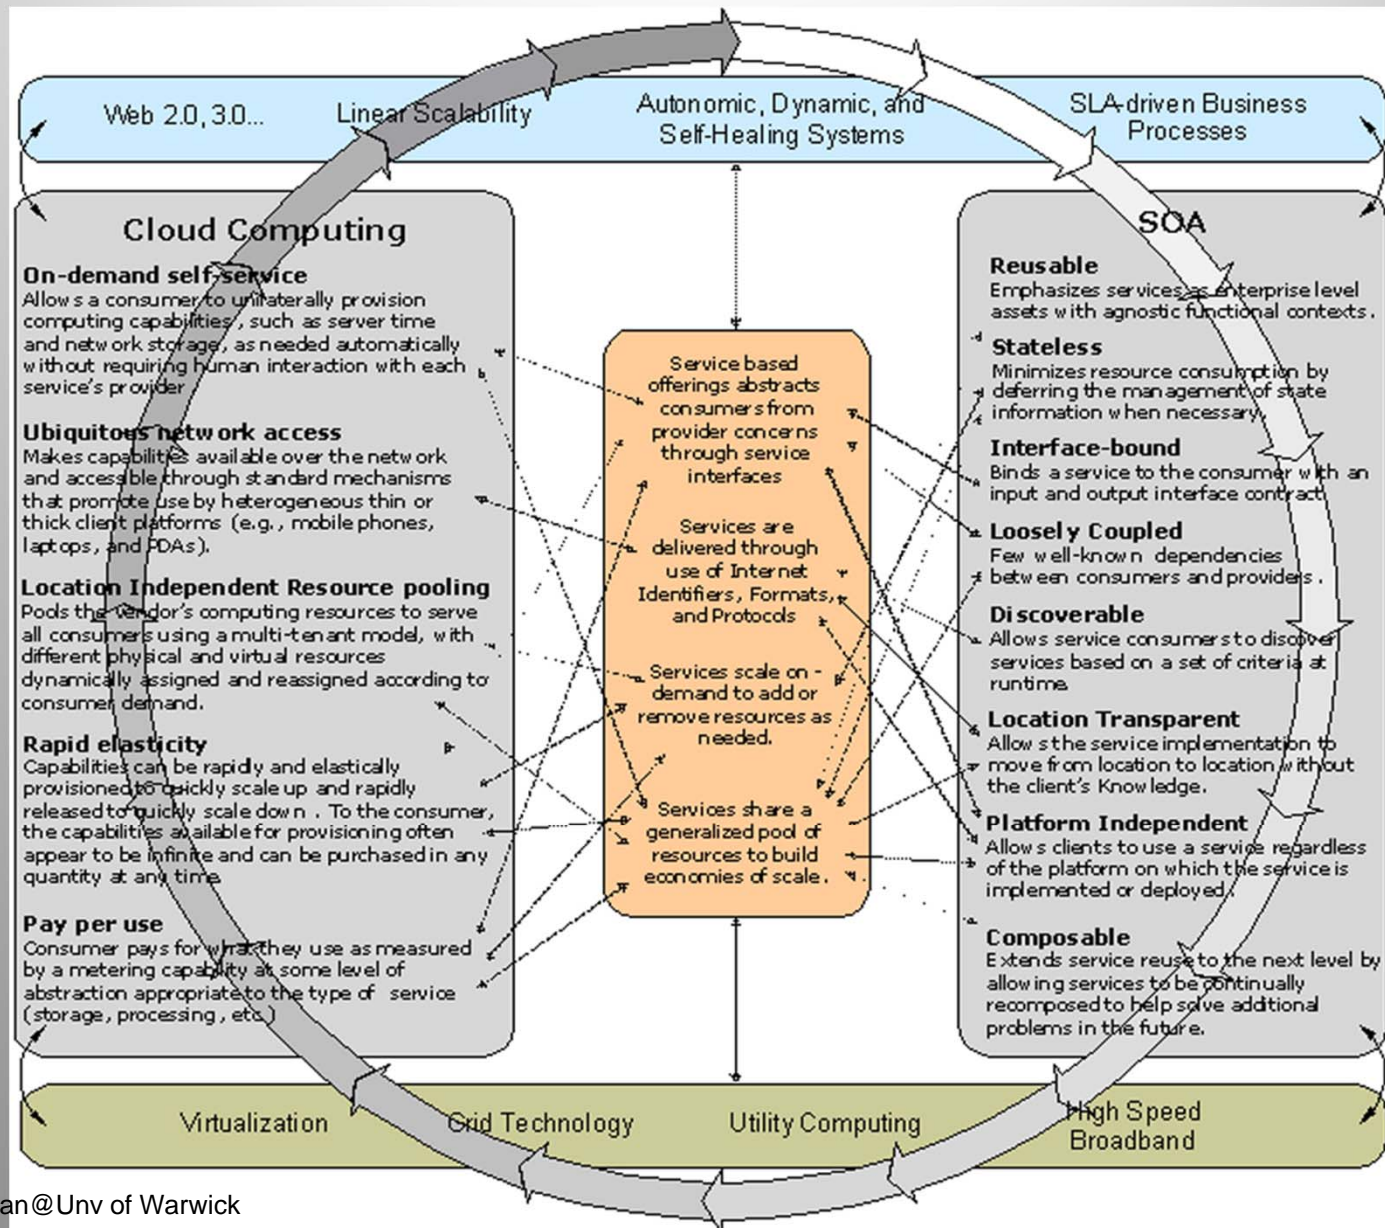 Web 2.0, 3.0...
Linear Scalability
Autonomic, Dynamic, and
Self-Healing Systems
SLA-driven Business
Processes
Cloud Computing
On-demand self-service
Allows a consumer to unilaterally provision
computing capabilities, such as server time
and network storage, as needed automatically
without requiring human interaction with each
service's provider.
Ubiquitous network access
Makes capabilities available over the network
and accessible through standard mechanisms
that promote use by heterogeneous thin or
thick client platforms (e.g., mobile phones,
laptops, and PDAs).
Location Independent Resource pooling
Pools the vendor's computing resources to serve
all consumers using a multi-tenant model, with
different physical and virtual resources
dynamically assigned and reassigned according to
consumer demand.
Rapid elasticity
Capabilities can be rapidly and elastically
provisioned to quickly scale up and rapidly
released to quickly scale down. To the consumer,
the capabilities available for provisioning often
appear to be infinite and can be purchased in any
quantity at any time.
Pay per use
Consumer pays for what they use as measured
by a metering capability at some level of
abstraction appropriate to the type of service
(storage, processing, etc.)
Service based
offerings abstracts
consumers from
provider concerns
through service
interfaces
Services are
delivered through
use of Internet
Identifiers, Formats,
and Protocols
Services scale on -
demand to add or
remove resources as
needed.
Services share a
generalized pool of
resources to build
economies of scale.
SOA
Reusable
Emphasizes services as enterprise level
assets with agnostic functional contexts.
Stateless
Minimizes resource consumption by
deferring the management of state
information when necessary.
Interface-bound
Binds a service to the consumer with an
input and output interface contract
Loosely Coupled
Few well-known dependencies
between consumers and providers.
Discoverable
Allows service consumers to discover
services based on a set of criteria at
runtime.
Location Transparent
Allows the service implementation to
move from location to location without
the client's Knowledge.
Platform Independent
Allows clients to use a service regardless
of the platform on which the service is
implemented or deployed.
Composable
Extends service reuse to the next level by
allowing services to be continually
recomposed to help solve additional
problems in the future.
Virtualization
Grid Technology
Utility Computing
High Speed
Broadband
an@Unv of Warwick